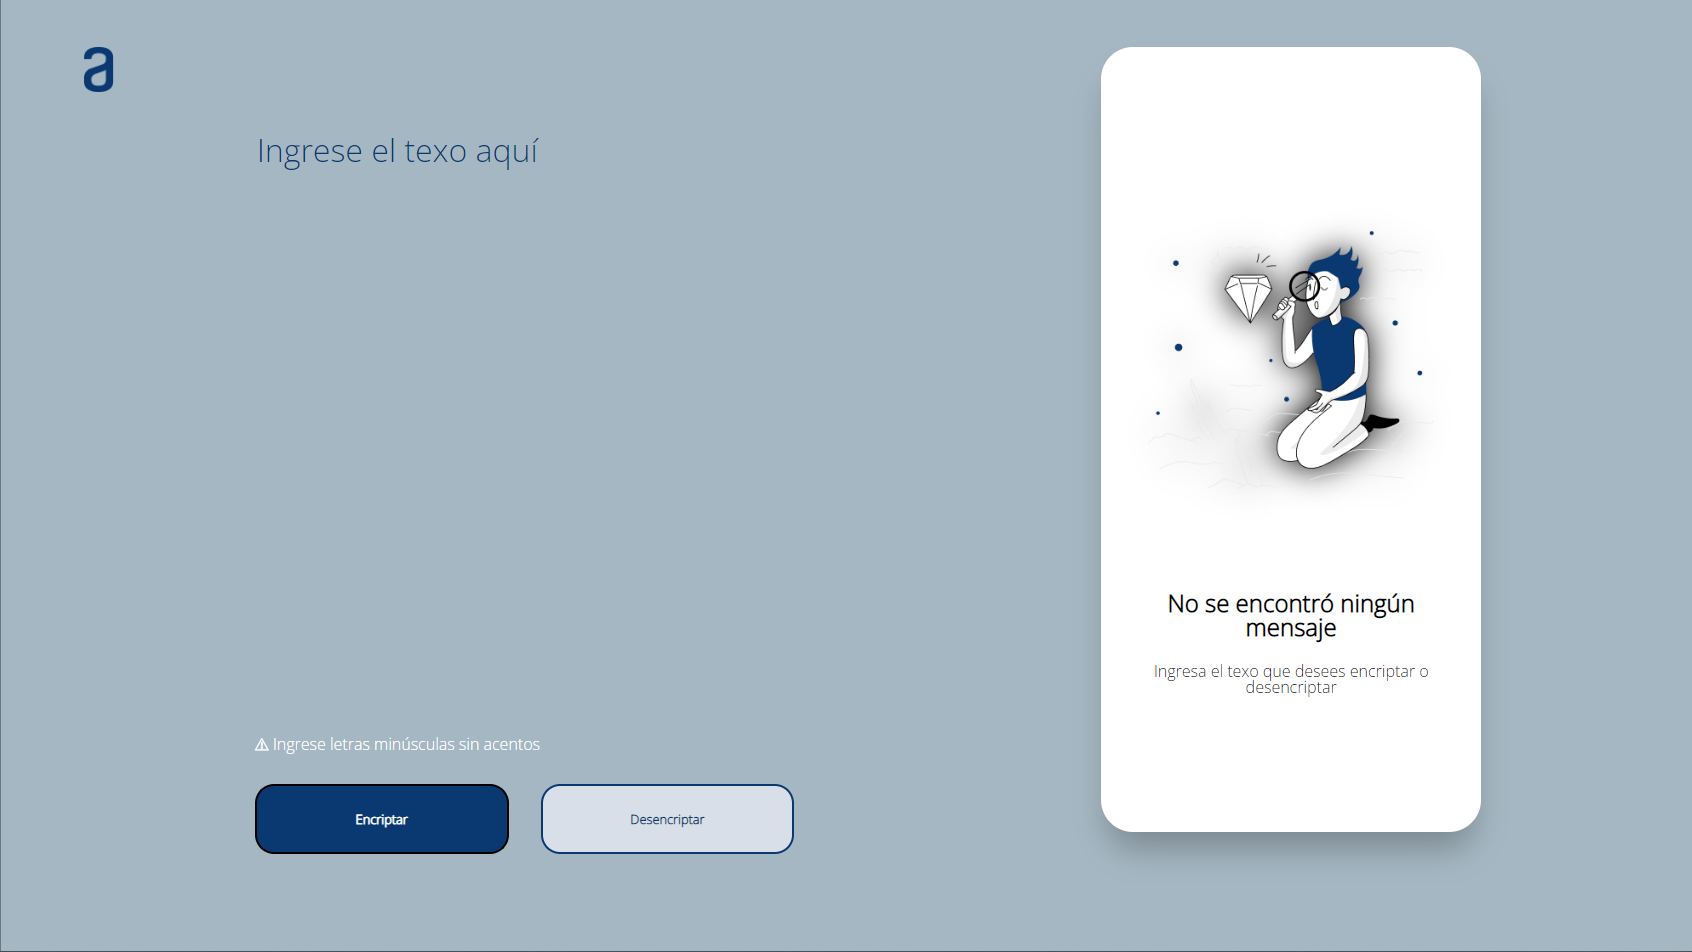 a
Ingrese el texo aquí
No se encontró ningún
mensaje
Ingresa el texo que desees encriptar o
desencriptar
⚠ Ingrese letras minúsculas sin acentos
Encriptar
Desencriptar